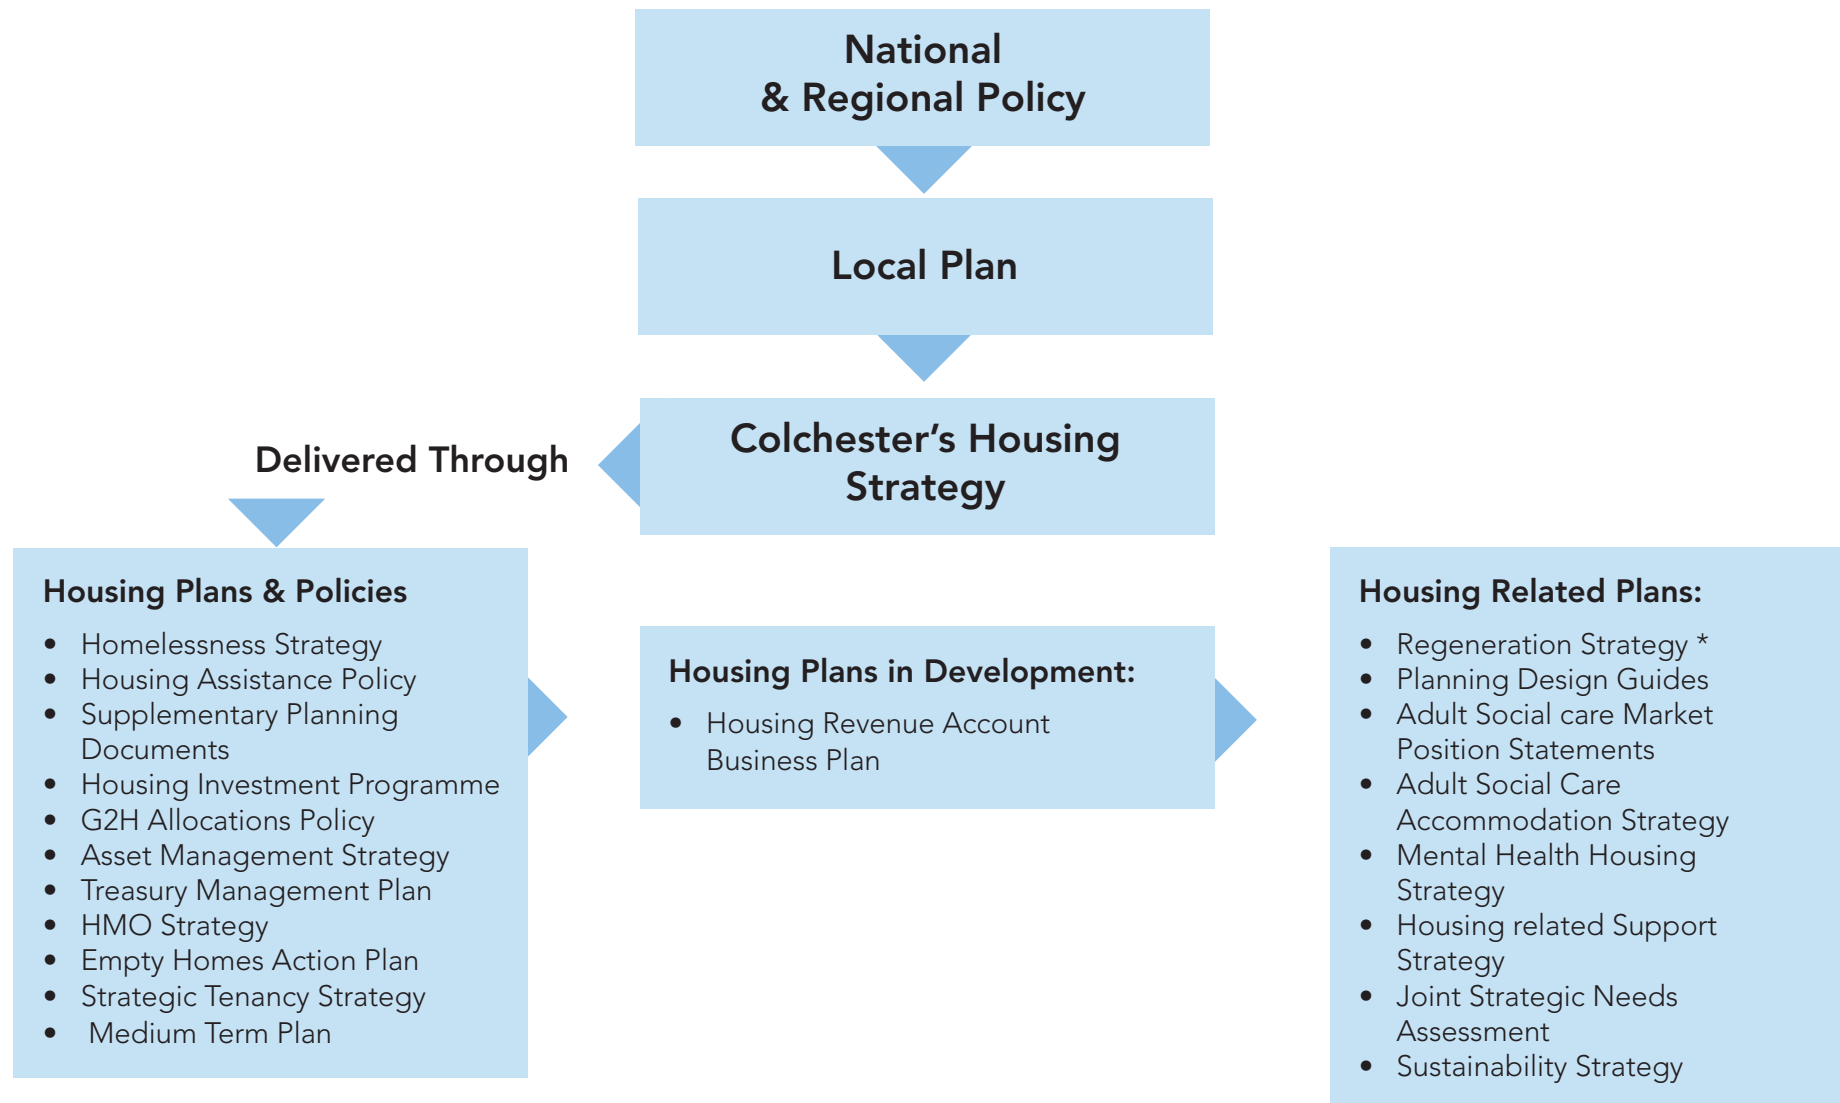 National
& Regional Policy
Local Plan
Colchester’s Housing
Strategy
Delivered Through
Housing Plans & Policies
• Homelessness Strategy
• Housing Assistance Policy
• Supplementary Planning
Documents
• Housing Investment Programme
• G2H Allocations Policy
• Asset Management Strategy
• Treasury Management Plan
• HMO Strategy
• Empty Homes Action Plan
• Strategic Tenancy Strategy
• Medium Term Plan
Housing Plans in Development:
• Housing Revenue Account
Business Plan
Housing Related Plans:
• Regeneration Strategy *
• Planning Design Guides
• Adult Social care Market
Position Statements
• Adult Social Care
Accommodation Strategy
• Mental Health Housing
Strategy
• Housing related Support
Strategy
• Joint Strategic Needs
Assessment
• Sustainability Strategy